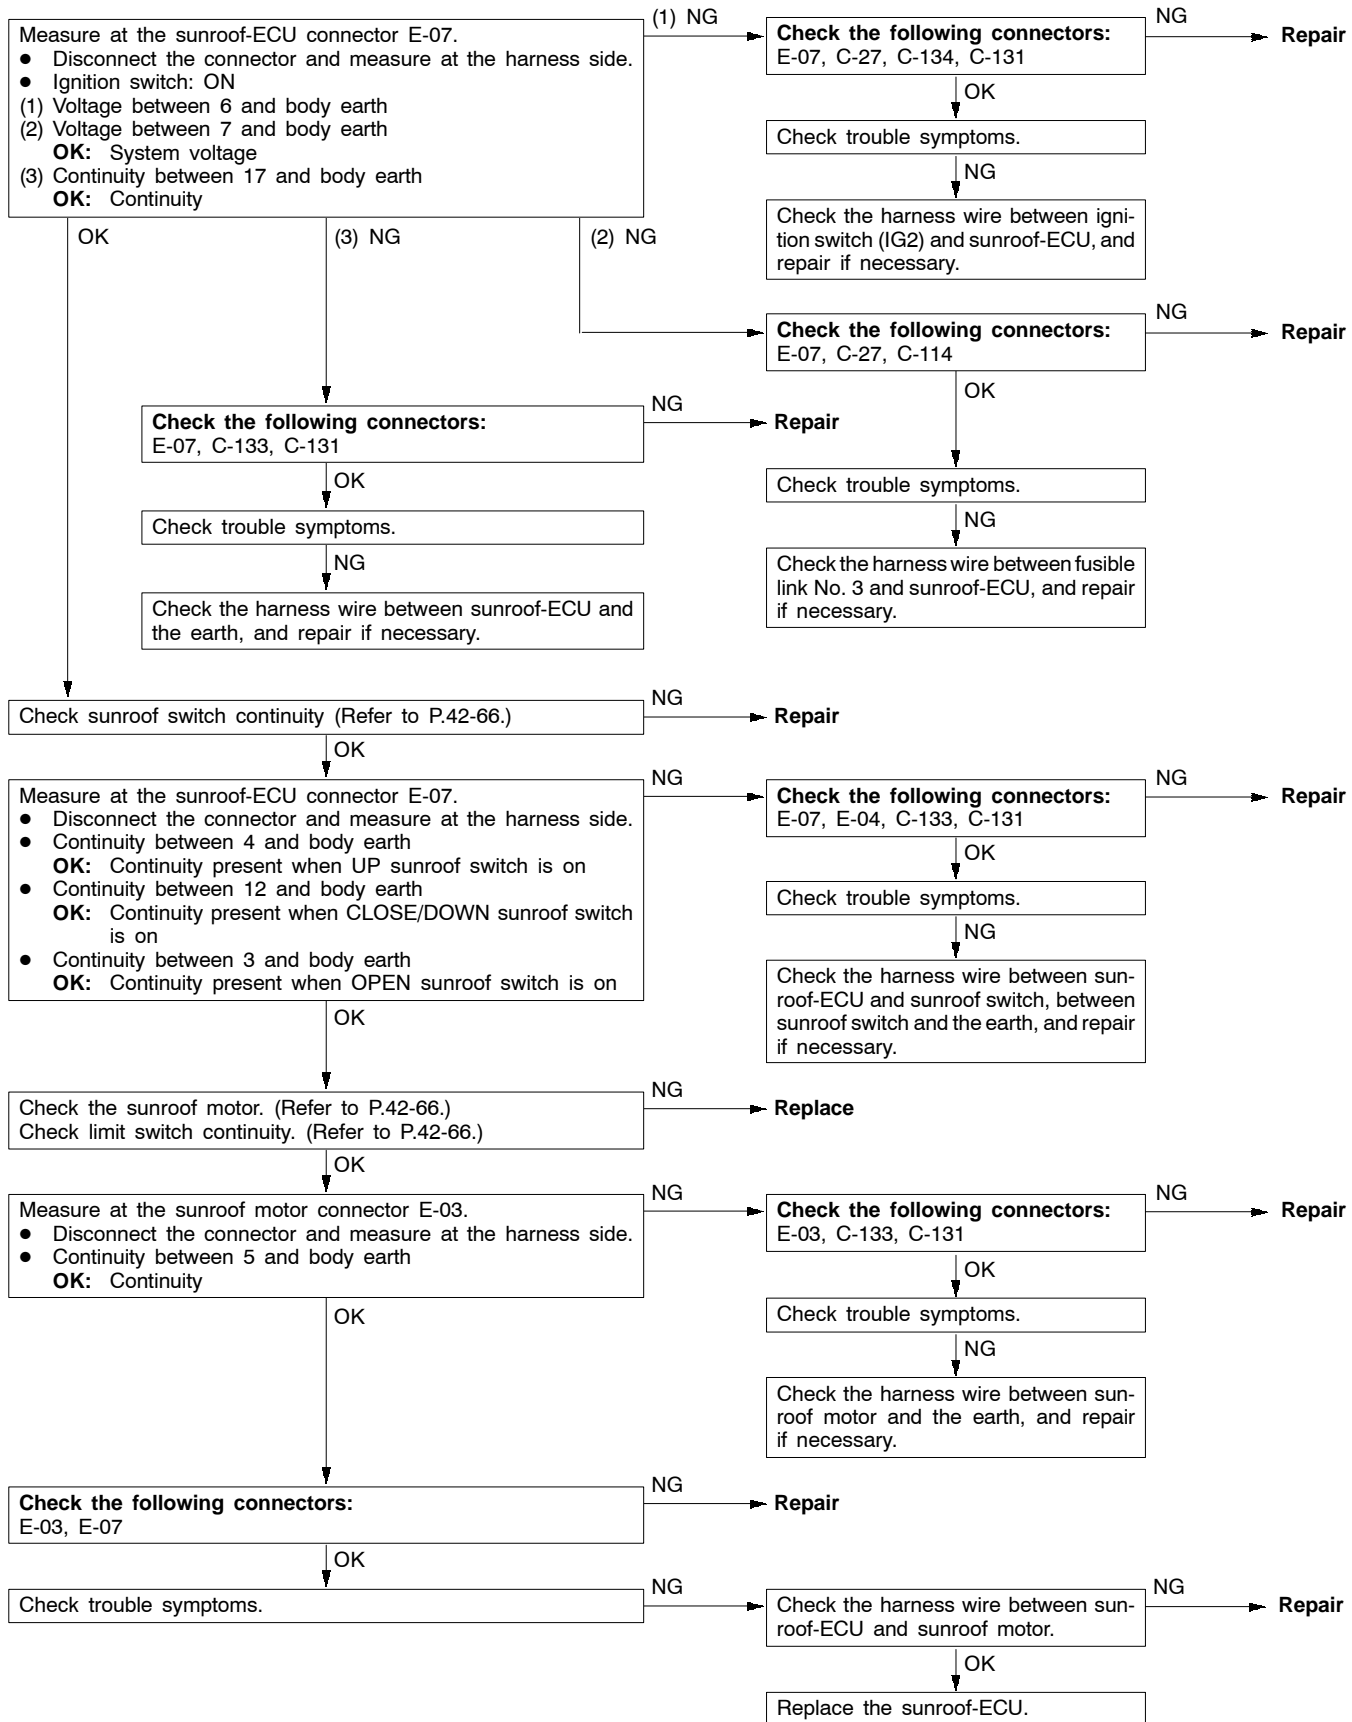 Measure at the sunroof-ECU connector E-07.
● Disconnect the connector and measure at the harness side.
● Ignition switch: ON
(1) Voltage between 6 and body earth
(2) Voltage between 7 and body earth
OK: System voltage
(3) Continuity between 17 and body earth
OK: Continuity
(1) NG
Check the following connectors:
E-07, C-27, C-134, C-131
NG
Repair
OK
Check trouble symptoms.
NG
Check the harness wire between igni-
tion switch (IG2) and sunroof-ECU, and
repair if necessary.
OK
(3) NG
(2) NG
Check the following connectors:
E-07, C-27, C-114
NG
Repair
OK
Check trouble symptoms.
NG
Check the harness wire between fusible
link No. 3 and sunroof-ECU, and repair
if necessary.
Check the following connectors:
E-07, C-133, C-131
NG
Repair
OK
Check trouble symptoms.
NG
Check the harness wire between sunroof-ECU and
the earth, and repair if necessary.
Check sunroof switch continuity (Refer to P.42-66.)
NG
Repair
OK
Measure at the sunroof-ECU connector E-07.
● Disconnect the connector and measure at the harness side.
● Continuity between 4 and body earth
OK: Continuity present when UP sunroof switch is on
● Continuity between 12 and body earth
OK: Continuity present when CLOSE/DOWN sunroof switch
is on
● Continuity between 3 and body earth
OK: Continuity present when OPEN sunroof switch is on
NG
Check the following connectors:
E-07, E-04, C-133, C-131
NG
Repair
OK
Check trouble symptoms.
NG
Check the harness wire between sun-
roof-ECU and sunroof switch, between
sunroof switch and the earth, and repair
if necessary.
OK
Check the sunroof motor. (Refer to P.42-66.)
Check limit switch continuity. (Refer to P.42-66.)
NG
Replace
OK
Measure at the sunroof motor connector E-03.
● Disconnect the connector and measure at the harness side.
● Continuity between 5 and body earth
OK: Continuity
NG
Check the following connectors:
E-03, C-133, C-131
NG
Repair
OK
Check trouble symptoms.
NG
Check the harness wire between sun-
roof motor and the earth, and repair
if necessary.
OK
Check the following connectors:
E-03, E-07
NG
Repair
OK
Check trouble symptoms.
NG
Check the harness wire between sun-
roof-ECU and sunroof motor.
NG
Repair
OK
Replace the sunroof-ECU.